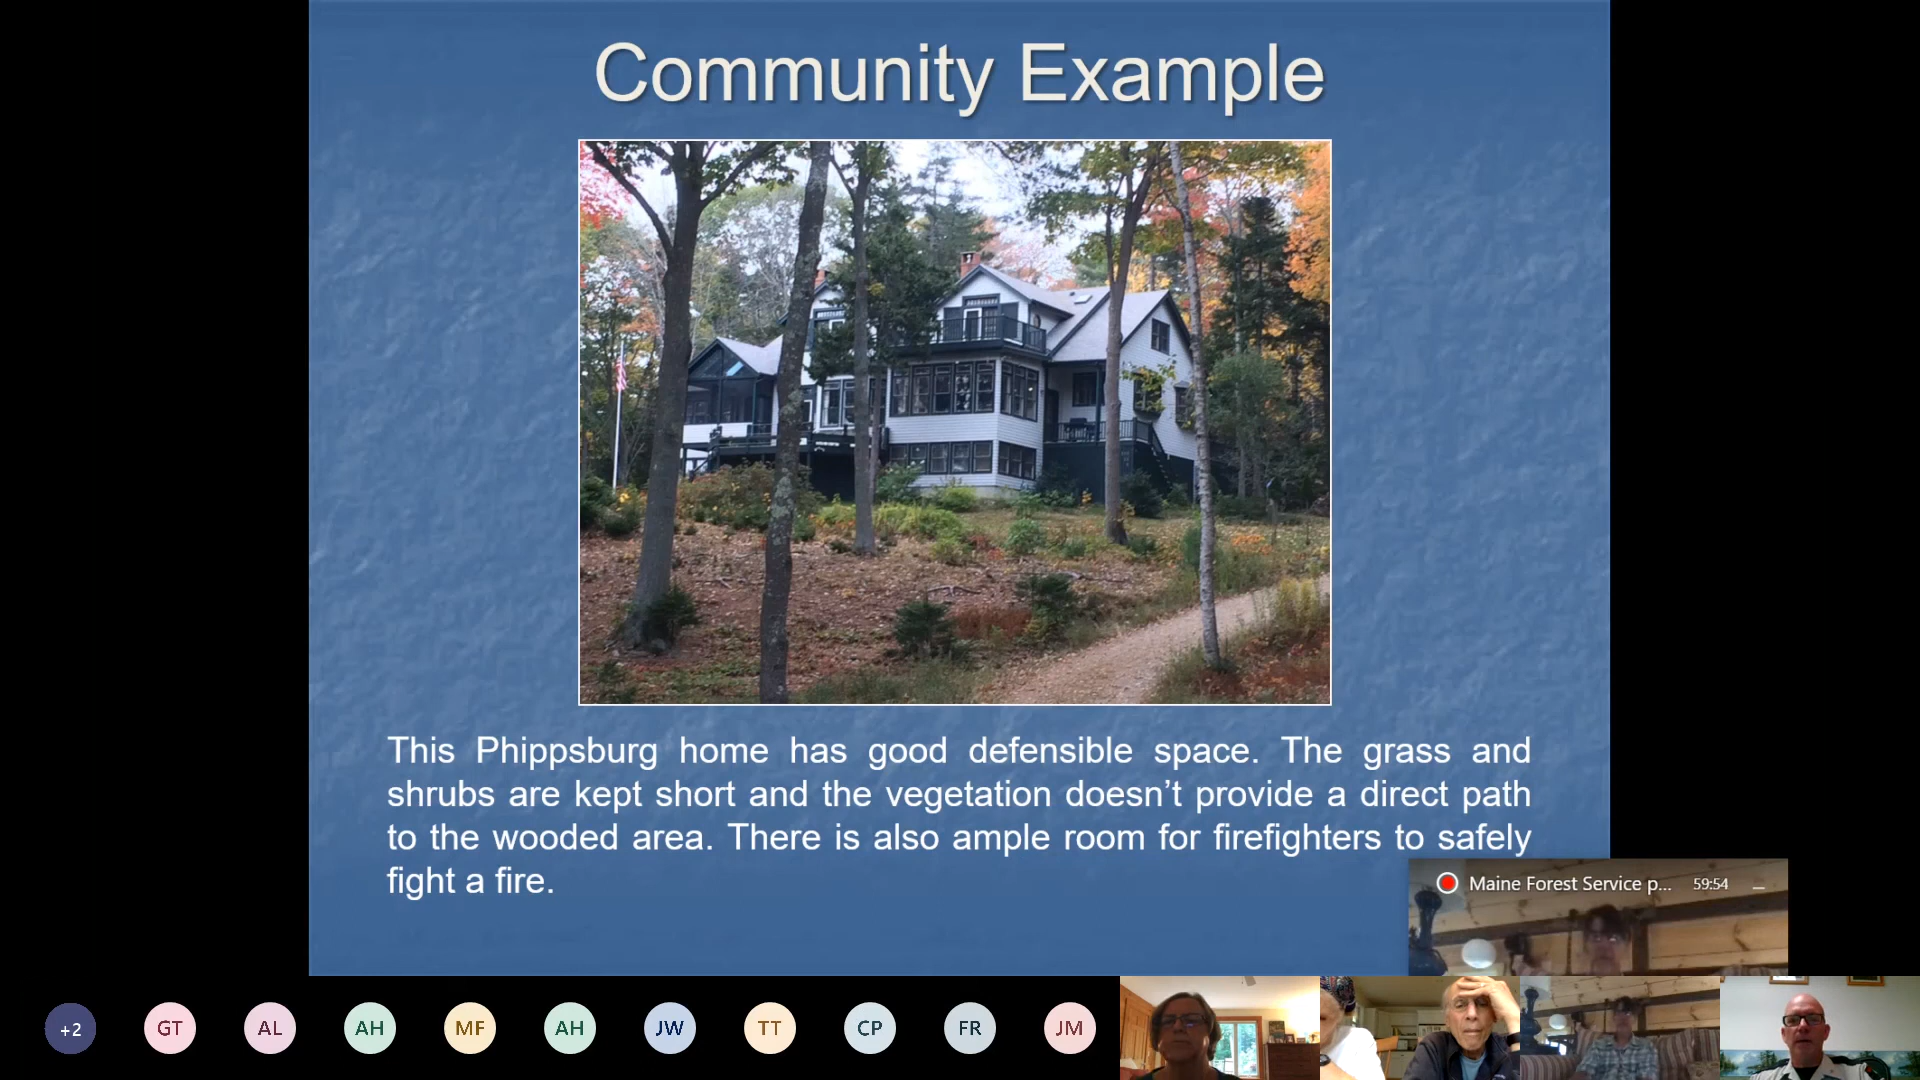 Community Example
This Phippsburg home has good defensible space. The grass and
shrubs are kept short and the vegetation doesn’t provide a direct path
to the wooded area. There is also ample room for firefighters to safely
fight a fire.
Maine Forest Service p... 59:54
+2 GT AL AH MF AH JW TT CP FR JM